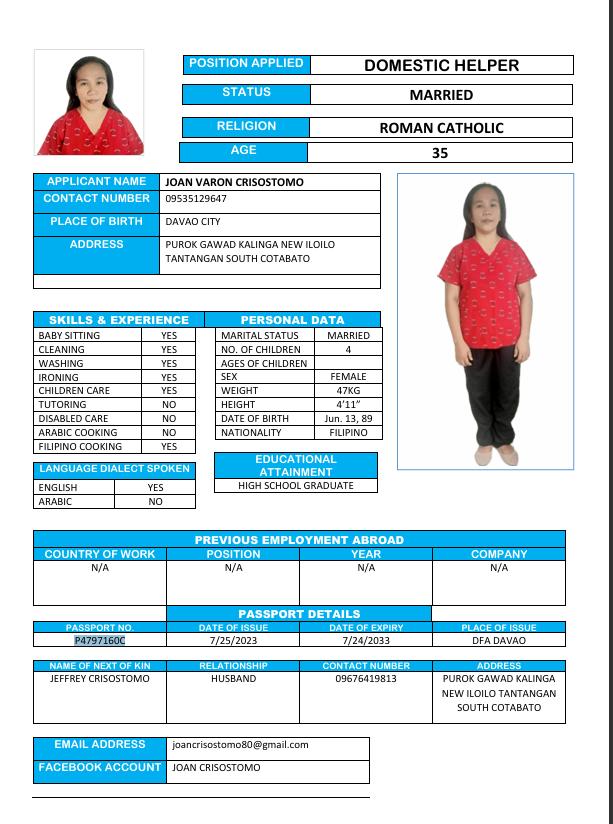 POSITION APPLIED DOMESTIC HELPER
STATUS MARRIED
RELIGION ROMAN CATHOLIC
AGE 35
APPLICANT NAME JOAN VARON CRISOSTOMO
CONTACT NUMBER 09535129647
PLACE OF BIRTH DAVAO CITY
ADDRESS PUROK GAWAD KALINGA NEW ILOILO
TANTANGAN SOUTH COTABATO
SKILLS & EXPERIENCE
BABY SITTING YES
CLEANING YES
WASHING YES
IRONING YES
CHILDREN CARE YES
TUTORING NO
DISABLED CARE NO
ARABIC COOKING NO
FILIPINO COOKING YES
LANGUAGE DIALECT SPOKEN
ENGLISH YES
ARABIC NO
PERSONAL DATA
MARITAL STATUS MARRIED
NO. OF CHILDREN 4
AGES OF CHILDREN
SEX FEMALE
WEIGHT 47KG
HEIGHT 4’11”
DATE OF BIRTH Jun. 13, 89
NATIONALITY FILIPINO
EDUCATIONAL
ATTAINMENT
HIGH SCHOOL GRADUATE
PREVIOUS EMPLOYMENT ABROAD
COUNTRY OF WORK POSITION YEAR COMPANY
N/A N/A N/A N/A
PASSPORT DETAILS
PASSPORT NO. DATE OF ISSUE DATE OF EXPIRY PLACE OF ISSUE
P4797160C 7/25/2023 7/24/2033 DFA DAVAO
NAME OF NEXT OF KIN RELATIONSHIP CONTACT NUMBER ADDRESS
JEFFREY CRISOSTOMO HUSBAND 09676419813 PUROK GAWAD KALINGA
NEW ILOILO TANTANGAN
SOUTH COTABATO
EMAIL ADDRESS joancrisostomo80@gmail.com
FACEBOOK ACCOUNT JOAN CRISOSTOMO